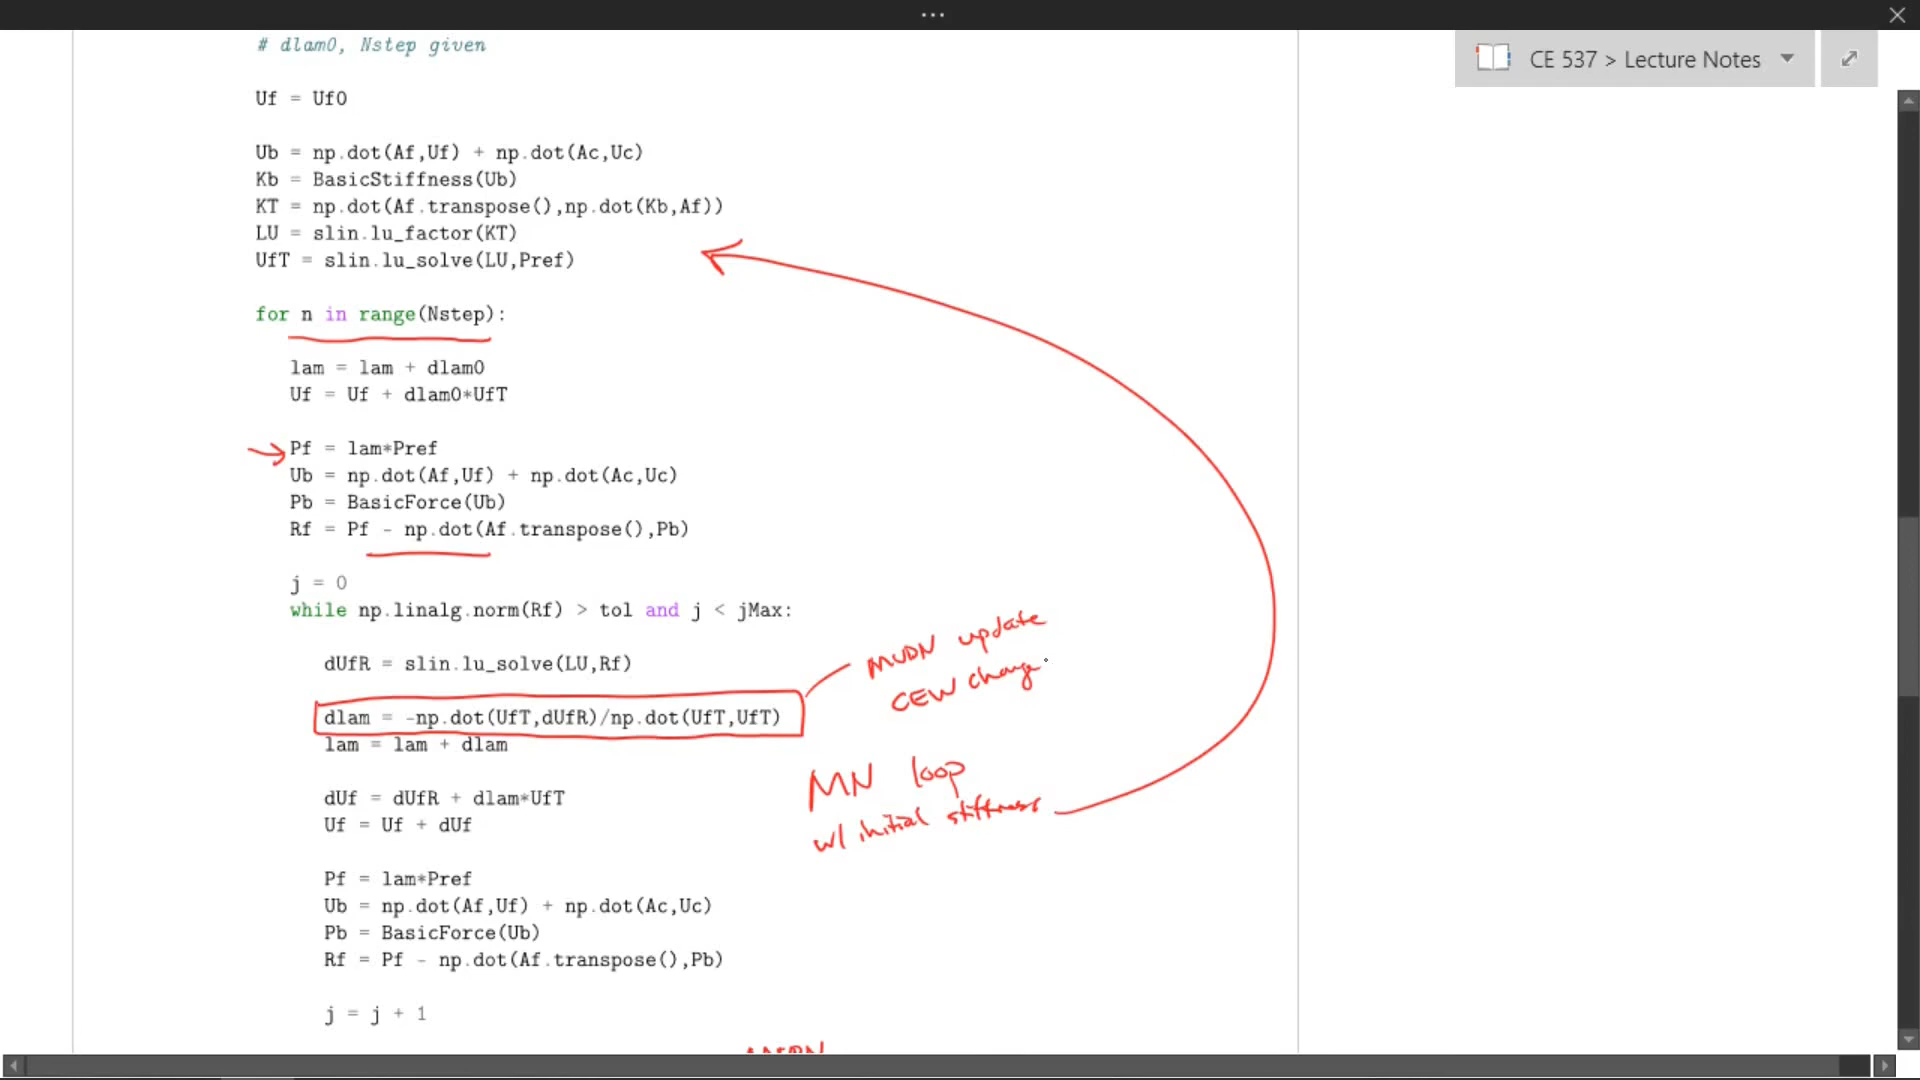 ...
CE 537 > Lecture Notes
# dlam0, Nstep given
Uf = Uf0
Ub = np.dot(Af,Uf) + np.dot(Ac,Uc)
Kb = BasicStiffness(Ub)
KT = np.dot(Af.transpose(),np.dot(Kb,Af))
LU = slin.lu_factor(KT)
UfT = slin.lu_solve(LU,Pref)
for n in range(Nstep):
lam = lam + dlam0
Uf = Uf + dlam0*UfT
Pf = lam*Pref
Ub = np.dot(Af,Uf) + np.dot(Ac,Uc)
Pb = BasicForce(Ub)
Rf = Pf - np.dot(Af.transpose(),Pb)
j = 0
while np.linalg.norm(Rf) > tol and j < jMax:
dUfR = slin.lu_solve(LU,Rf)
MUDN update
CEW change
dlam = -np.dot(UfT,dUfR)/np.dot(UfT,UfT)
lam = lam + dlam
MN loop
w/ initial stiffness
dUf = dUfR + dlam*UfT
Uf = Uf + dUf
Pf = lam*Pref
Ub = np.dot(Af,Uf) + np.dot(Ac,Uc)
Pb = BasicForce(Ub)
Rf = Pf - np.dot(Af.transpose(),Pb)
j = j + 1